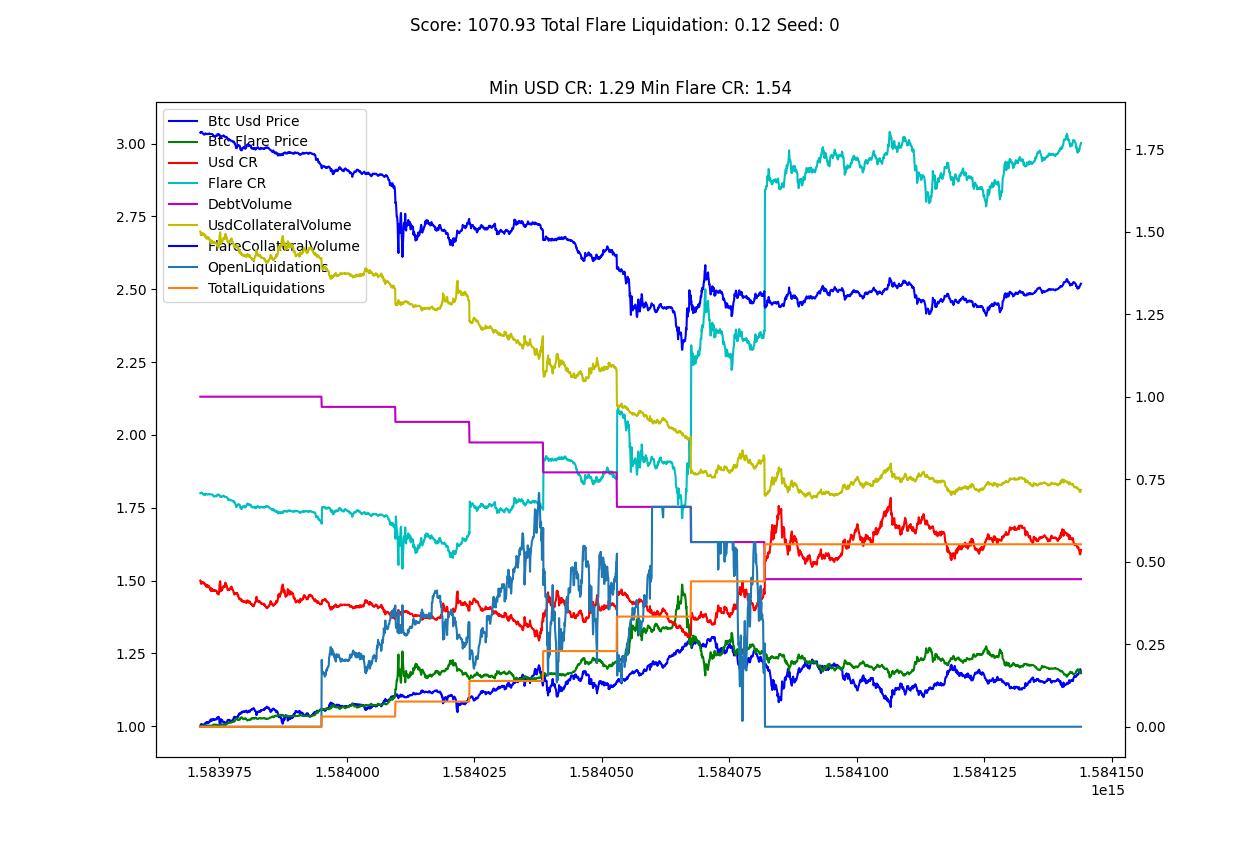 Score: 1070.93 Total Flare Liquidation: 0.12 Seed: 0
Min USD CR: 1.29 Min Flare CR: 1.54
Btc Usd Price
Btc Flare Price
Usd CR
Flare CR
DebtVolume
UsdCollateralVolume
FlareCollateralVolume
OpenLiquidations
TotalLiquidations
3.00
2.75
2.50
2.25
2.00
1.75
1.50
1.25
1.00
1.75
1.50
1.25
1.00
0.75
0.50
0.25
0.00
1.583975 1.584000 1.584025 1.584050 1.584075 1.584100 1.584125 1.584150
1e15